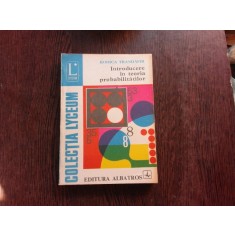 Introducere
în teoria
probabilităților
COLECȚIA LYCEUM
EDITURA ALBATROS